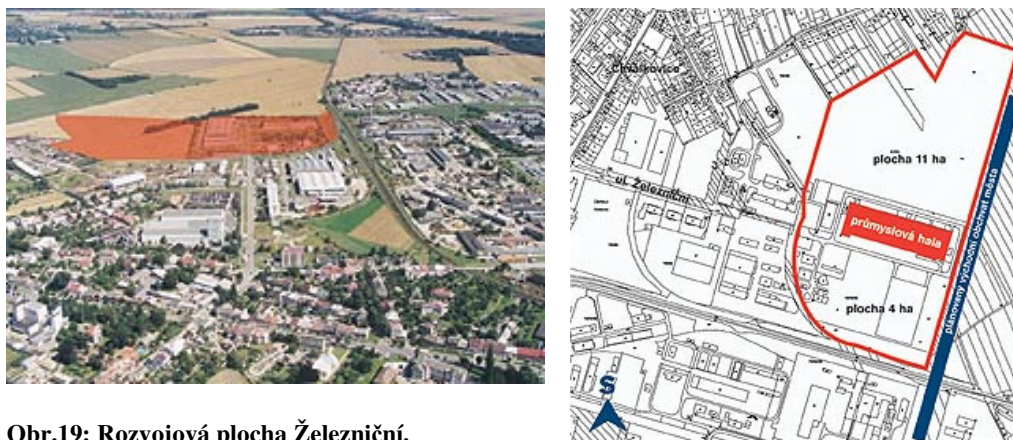 Chválkovice
plocha 11 ha
ul. Železniční
průmyslová hala
plocha 4 ha
plánovaný východní obchvat města
S
Obr.19: Rozvojová plocha Železniční.